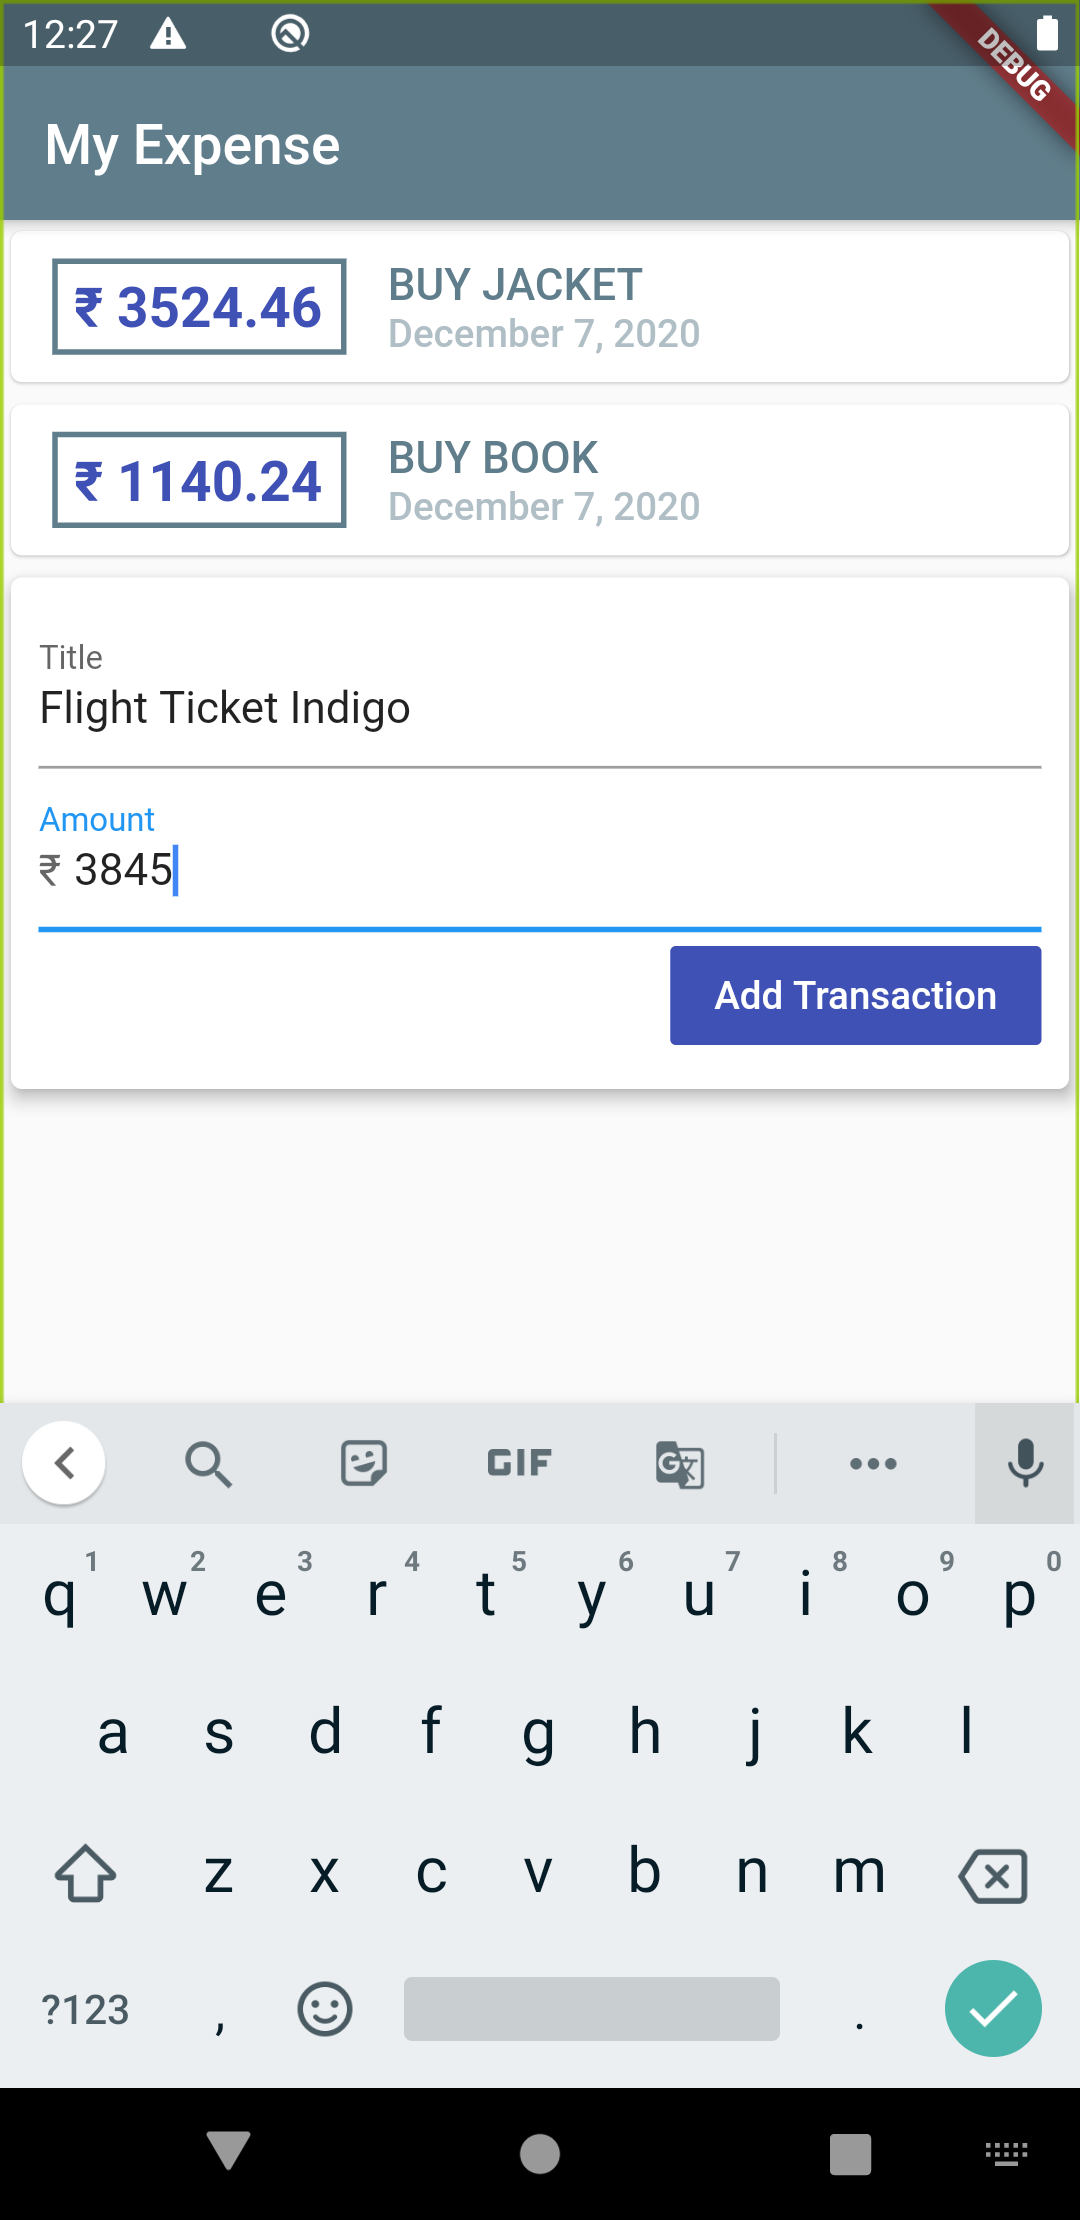 12:27
DEBUG
My Expense
₹ 3524.46
BUY JACKET
December 7, 2020
₹ 1140.24
BUY BOOK
December 7, 2020
Title
Flight Ticket Indigo
Amount
₹ 3845
Add Transaction
GIF
G文
1 2 3 4 5 6 7 8 9 0
q w e r t y u i o p
a s d f g h j k l
z x c v b n m
?123 , .